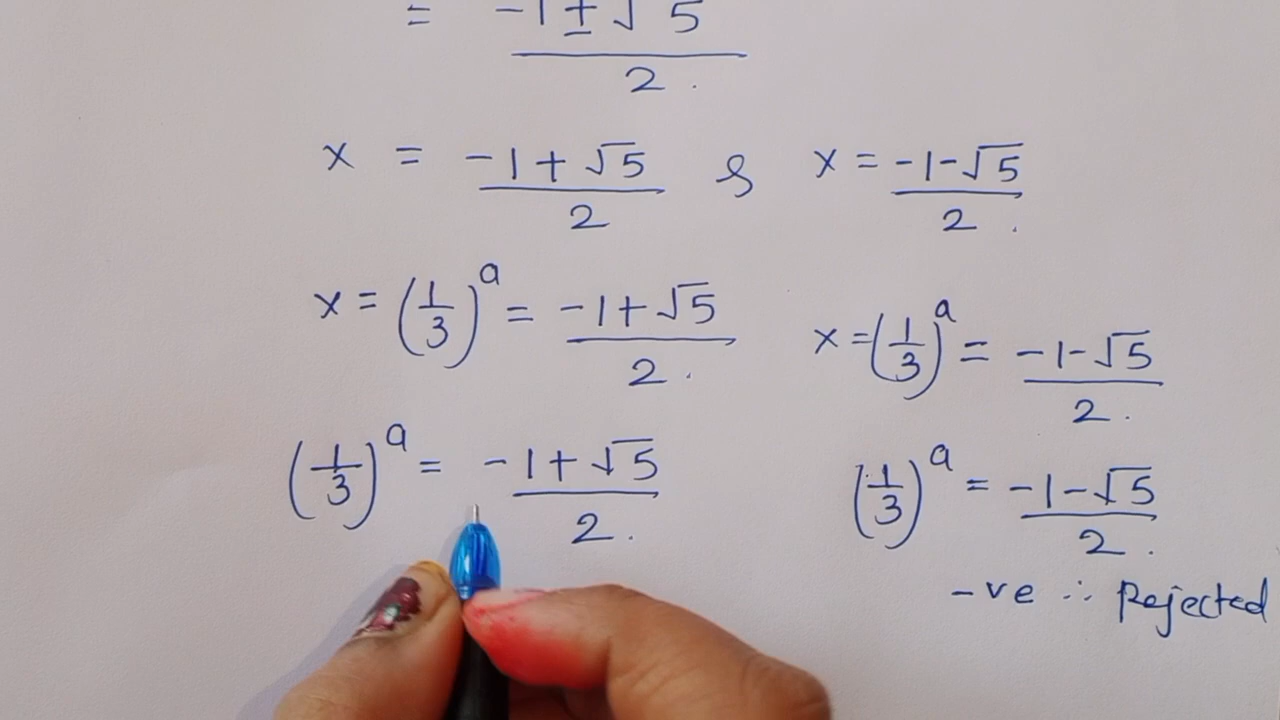 = -1 ± √5 / 2 .
x = -1 + √5 / 2 & x = -1 - √5 / 2 .
x = (1/3)^a = -1 + √5 / 2 . x = (1/3)^a = -1 - √5 / 2 .
(1/3)^a = -1 + √5 / 2 . (1/3)^a = -1 - √5 / 2 .
-ve ∴ Rejected